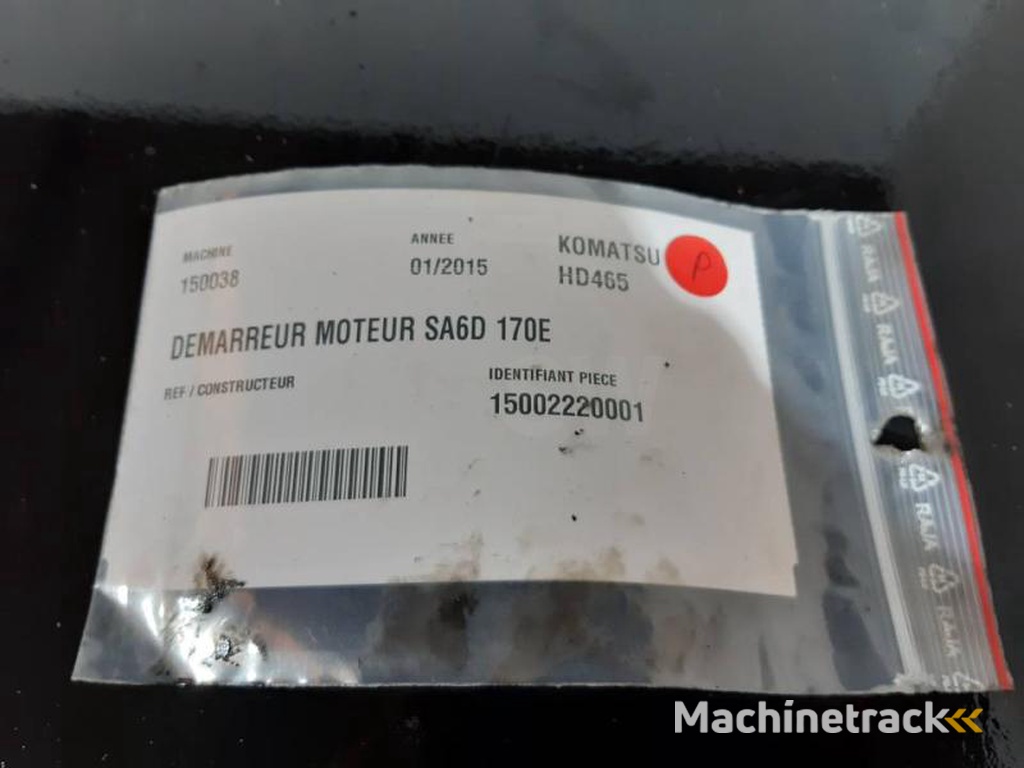 MACHINE
150038
ANNEE
01/2015
KOMATSU
HD465
P
DEMARREUR MOTEUR SA6D 170E
REF / CONSTRUCTEUR
IDENTIFIANT PIECE
15002220001
RAJA
RAJA
RAJA
RAJA
Machinetrack